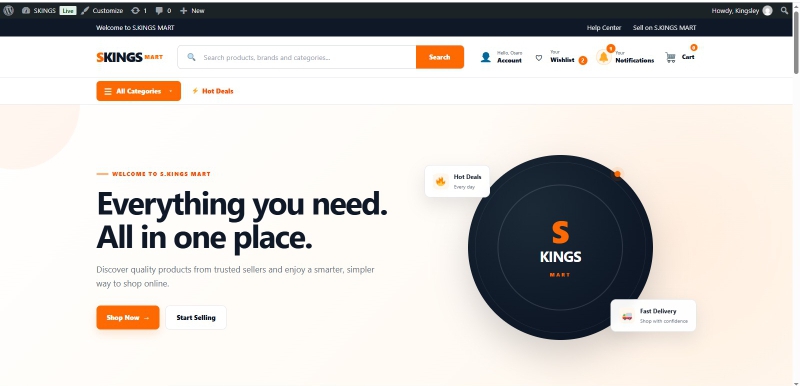 SKINGS Live Customize 1 0 New Howdy, Kingsley
Welcome to S.KINGS MART Help Center Sell on S.KINGS MART
SKINGS MART
Search products, brands and categories...
Search
Hello, Osaro
Account
Your
Wishlist 2
Your
Notifications
Cart 0
All Categories
Hot Deals
WELCOME TO S.KINGS MART
Everything you need.
All in one place.
Discover quality products from trusted sellers and enjoy a smarter, simpler
way to shop online.
Shop Now →
Start Selling
Hot Deals
Every day
S
KINGS
MART
Fast Delivery
Shop with confidence